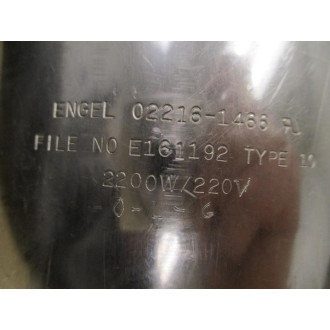 ENGEL 02216-1466
FILE NO E161192 TYPE
2200W/220V